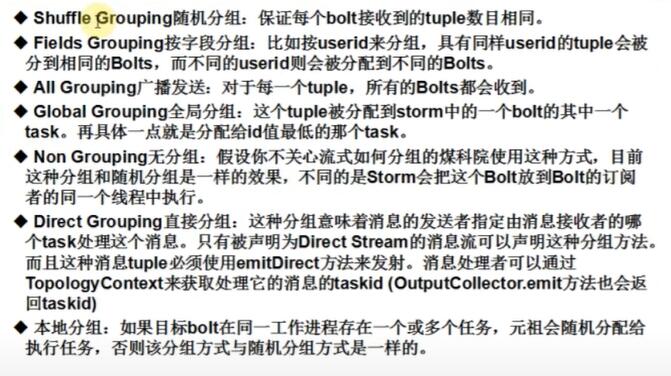 ◆ Shuffle Grouping随机分组：保证每个bolt接收到的tuple数目相同。
◆ Fields Grouping按字段分组：比如按userid来分组，具有同样userid的tuple会被
分到相同的Bolts，而不同的userid则会被分配到不同的Bolts。
◆ All Grouping广播发送：对于每一个tuple，所有的Bolts都会收到。
◆ Global Grouping全局分组：这个tuple被分配到storm中的一个bolt的其中一个
task。再具体一点就是分配给id值最低的那个task。
◆ Non Grouping无分组：假设你不关心流式如何分组的煤科院使用这种方式，目前
这种分组和随机分组是一样的效果，不同的是Storm会把这个Bolt放到Bolt的订阅
者的同一个线程中执行。
◆ Direct Grouping直接分组：这种分组意味着消息的发送者指定由消息接收者的哪
个task处理这个消息。只有被声明为Direct Stream的消息流可以声明这种分组方法。
而且这种消息tuple必须使用emitDirect方法来发射。消息处理者可以通过
TopologyContext来获取处理它的消息的taskid (OutputCollector.emit方法也会返
回taskid)
◆ 本地分组：如果目标bolt在同一工作进程存在一个或多个任务，元祖会随机分配给
执行任务，否则该分组方式与随机分组方式是一样的。